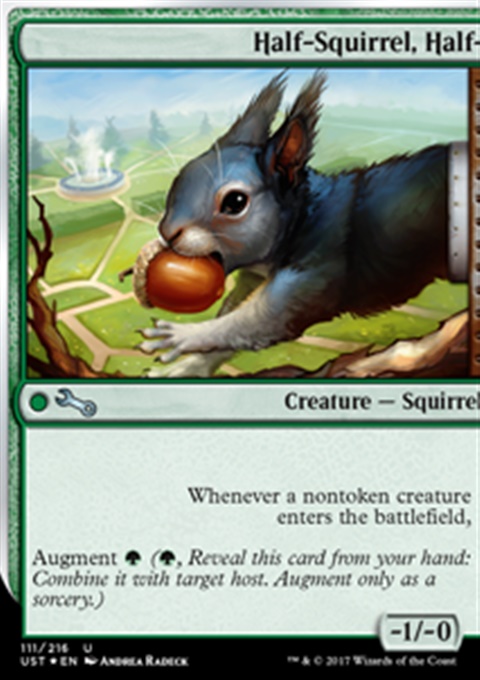 Half-Squirrel, Half-
Creature — Squirrel
Whenever a nontoken creature
enters the battlefield,
Augment (, Reveal this card from your hand:
Combine it with target host. Augment only as a
sorcery.)
-1/-0
111/216 U
UST ★ EN Andrea Radeck
™ & © 2017 Wizards of the Coast